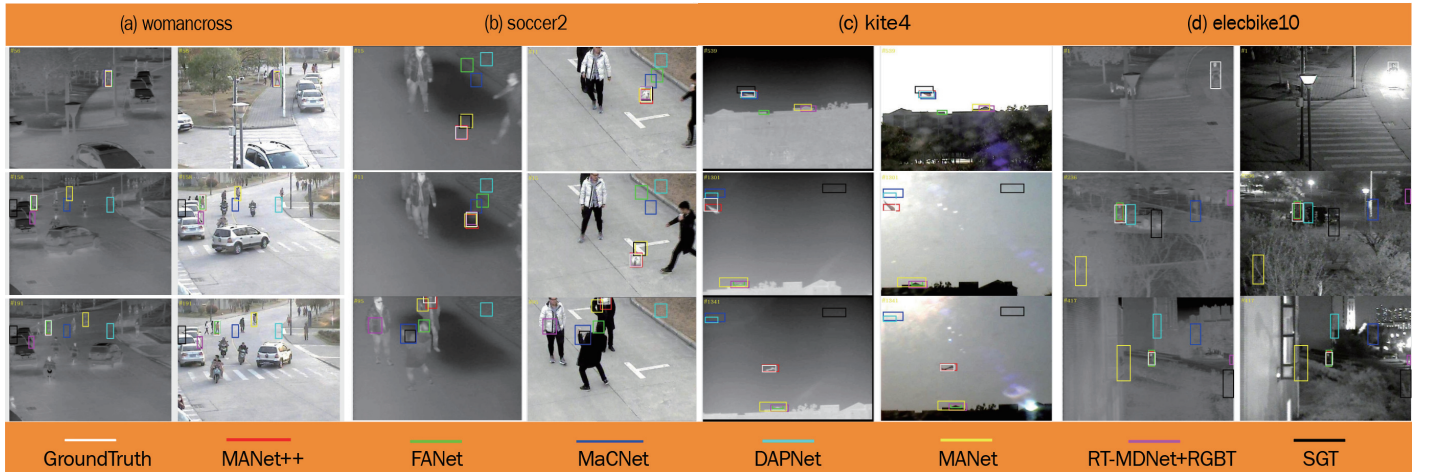 (a) womancross
(b) soccer2
(c) kite4
(d) elecbike10
GroundTruth
MANet++
FANet
MaCNet
DAPNet
MANet
RT-MDNet+RGBT
SGT